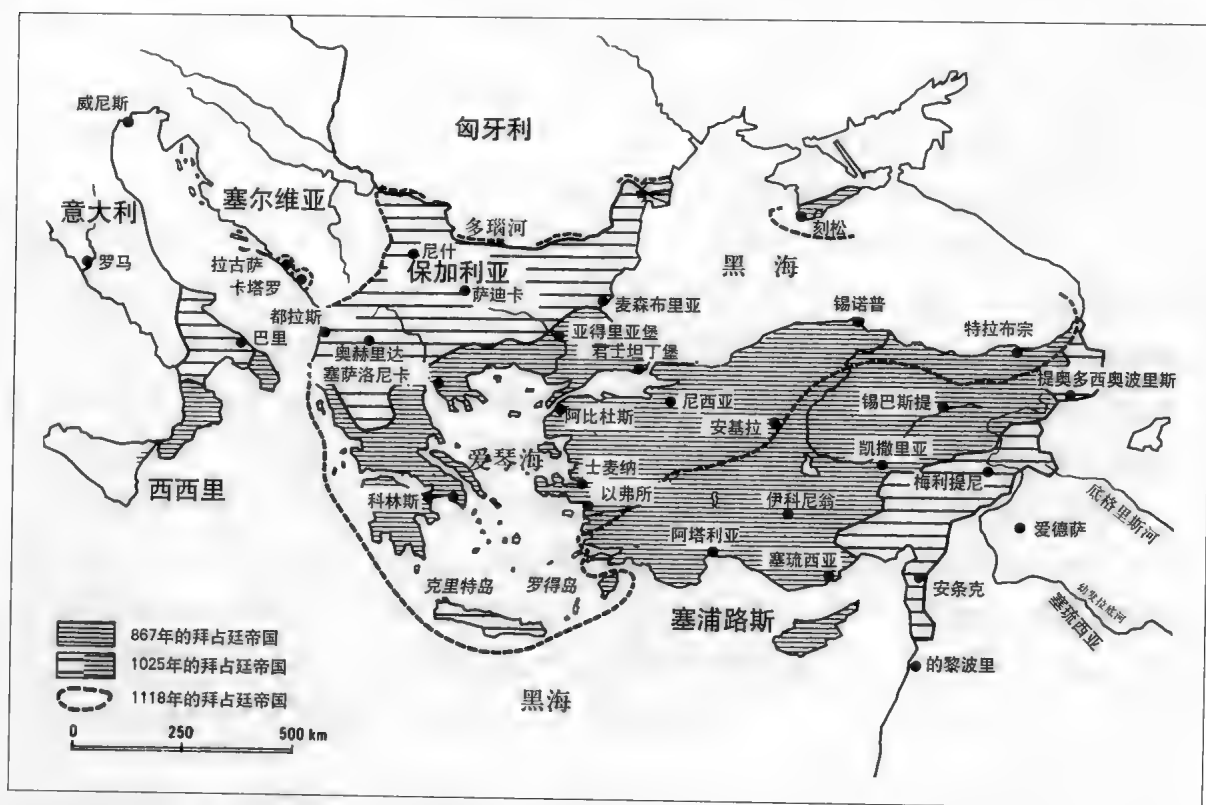 威尼斯
匈牙利
意大利
塞尔维亚
多瑙河
刻松
罗马
拉古萨
卡塔罗
尼什
保加利亚
萨迪卡
黑 海
麦森布里亚
锡诺普
特拉布宗
都拉斯
巴里
奥赫里达
塞萨洛尼卡
亚得里亚堡
君士坦丁堡
提奥多西奥波里斯
阿比杜斯
尼西亚
安基拉
锡巴斯提
凯撒里亚
梅利提尼
爱琴海
士麦纳
以弗所
西西里
科林斯
伊科尼翁
阿塔利亚
塞琉西亚
底格里斯河
爱德萨
克里特岛
罗得岛
安条克
幼发拉底河
塞琉西亚
塞浦路斯
的黎波里
黑海
867年的拜占廷帝国
1025年的拜占廷帝国
1118年的拜占廷帝国
0 250 500 km